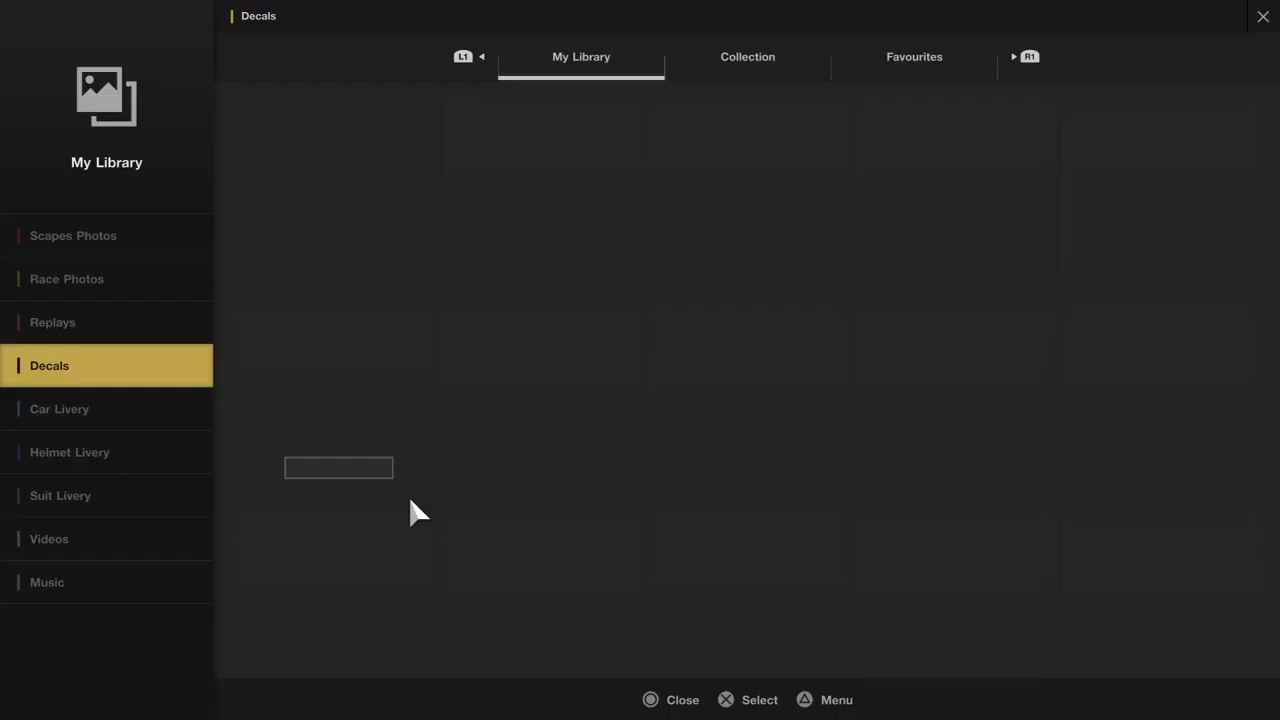 Decals
L1
My Library
Collection
Favourites
R1
My Library
Scapes Photos
Race Photos
Replays
Decals
Car Livery
Helmet Livery
Suit Livery
Videos
Music
Close
Select
Menu